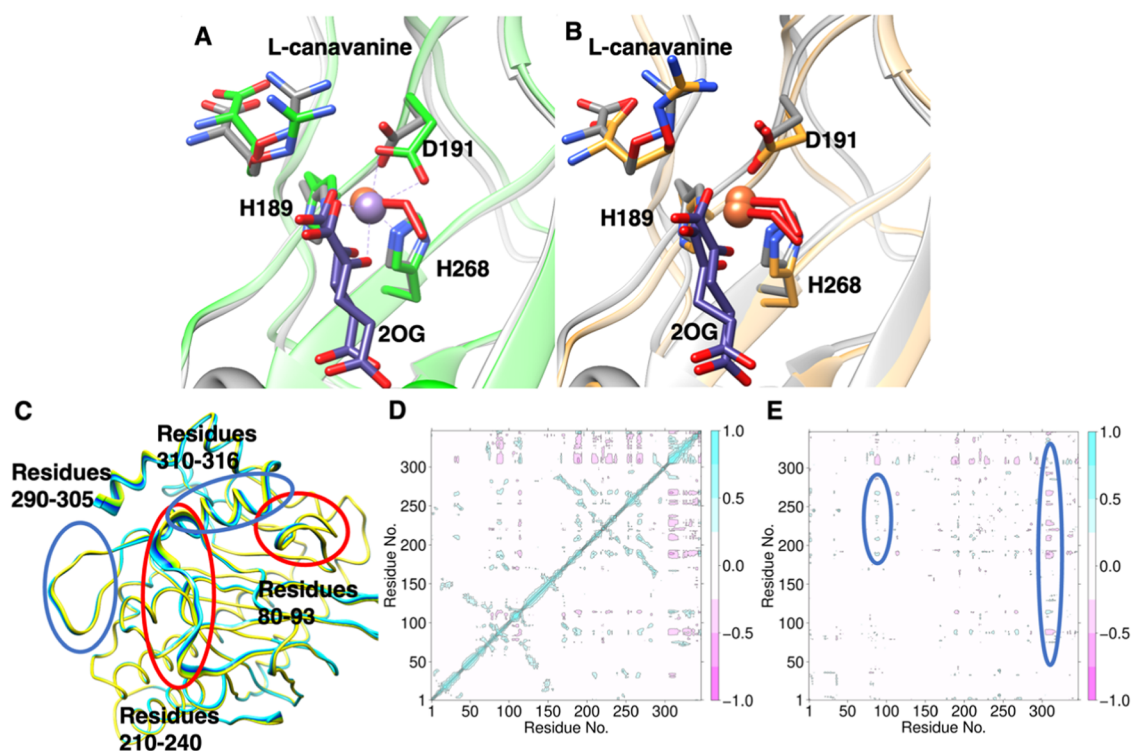 A
L-canavanine
D191
H189
H268
2OG
B
L-canavanine
D191
H189
H268
2OG
C
Residues
310-316
Residues
290-305
Residues
80-93
Residues
210-240
D
Residue No.
300
250
200
150
100
50
1
1 50 100 150 200 250 300
Residue No.
1.0
0.5
0.0
−0.5
−1.0
E
Residue No.
300
250
200
150
100
50
1
1 50 100 150 200 250 300
Residue No.
1.0
0.5
0.0
−0.5
−1.0